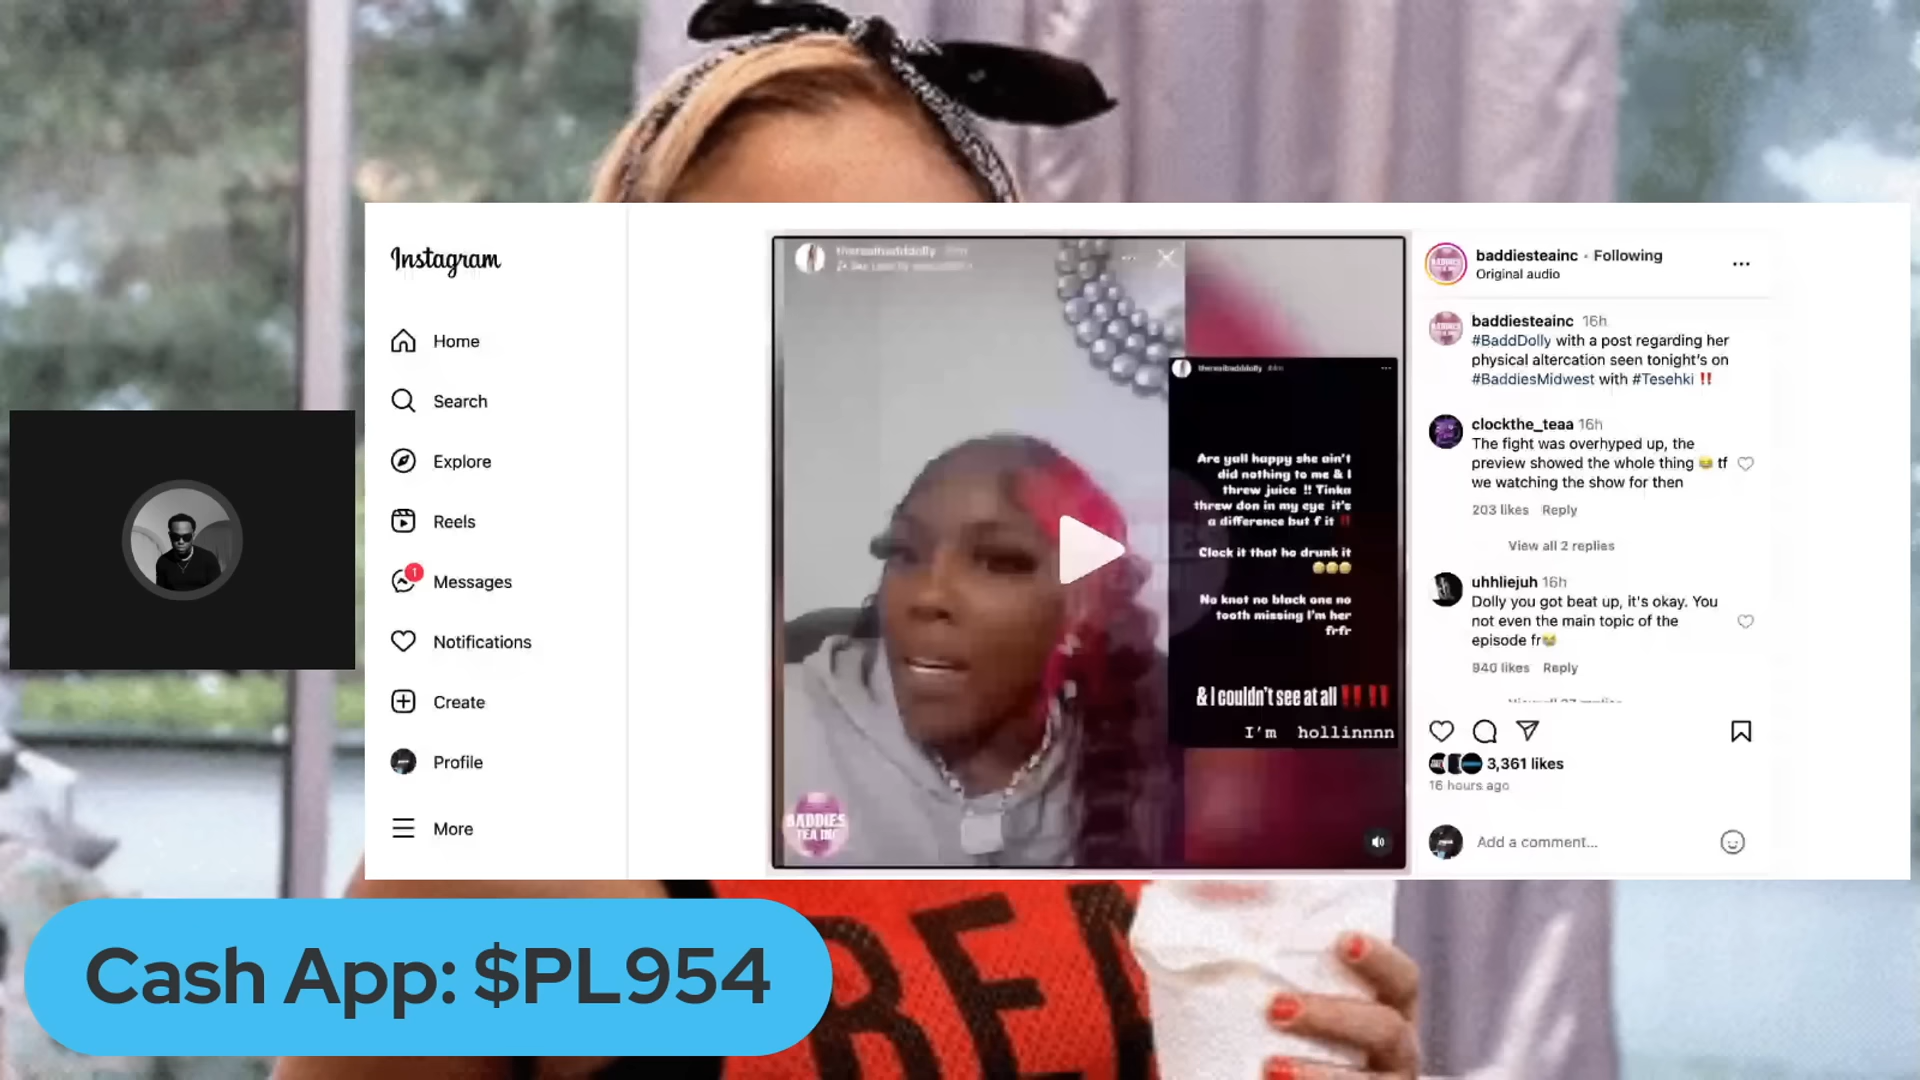 Instagram
Home
Search
Explore
Reels
1
Messages
Notifications
Create
Profile
More
therealbadddolly
BADDIES
TEA INC
therealbadddolly 44m
Are yall happy she ain't
did nothing to me & I
threw juice !! Tinka
threw don in my eye it's
a difference but f it ‼️
Clock it that ho drunk it
😂😂😂
No knot no black one no
tooth missing I'm her
frfr
& I couldn't see at all‼️‼️
I'm hollinnnn
baddiesteainc • Following
Original audio
baddiesteainc 16h
#BaddDolly with a post regarding her
physical altercation seen tonight's on
#BaddiesMidwest with #Tesehki ‼️
clockthe_teaa 16h
The fight was overhyped up, the
preview showed the whole thing 😂 tf
we watching the show for then
203 likes Reply
View all 2 replies
uhhliejuh 16h
Dolly you got beat up, it's okay. You
not even the main topic of the
episode fr😭
940 likes Reply
3,361 likes
16 hours ago
Add a comment...
Cash App: $PL954
BEA